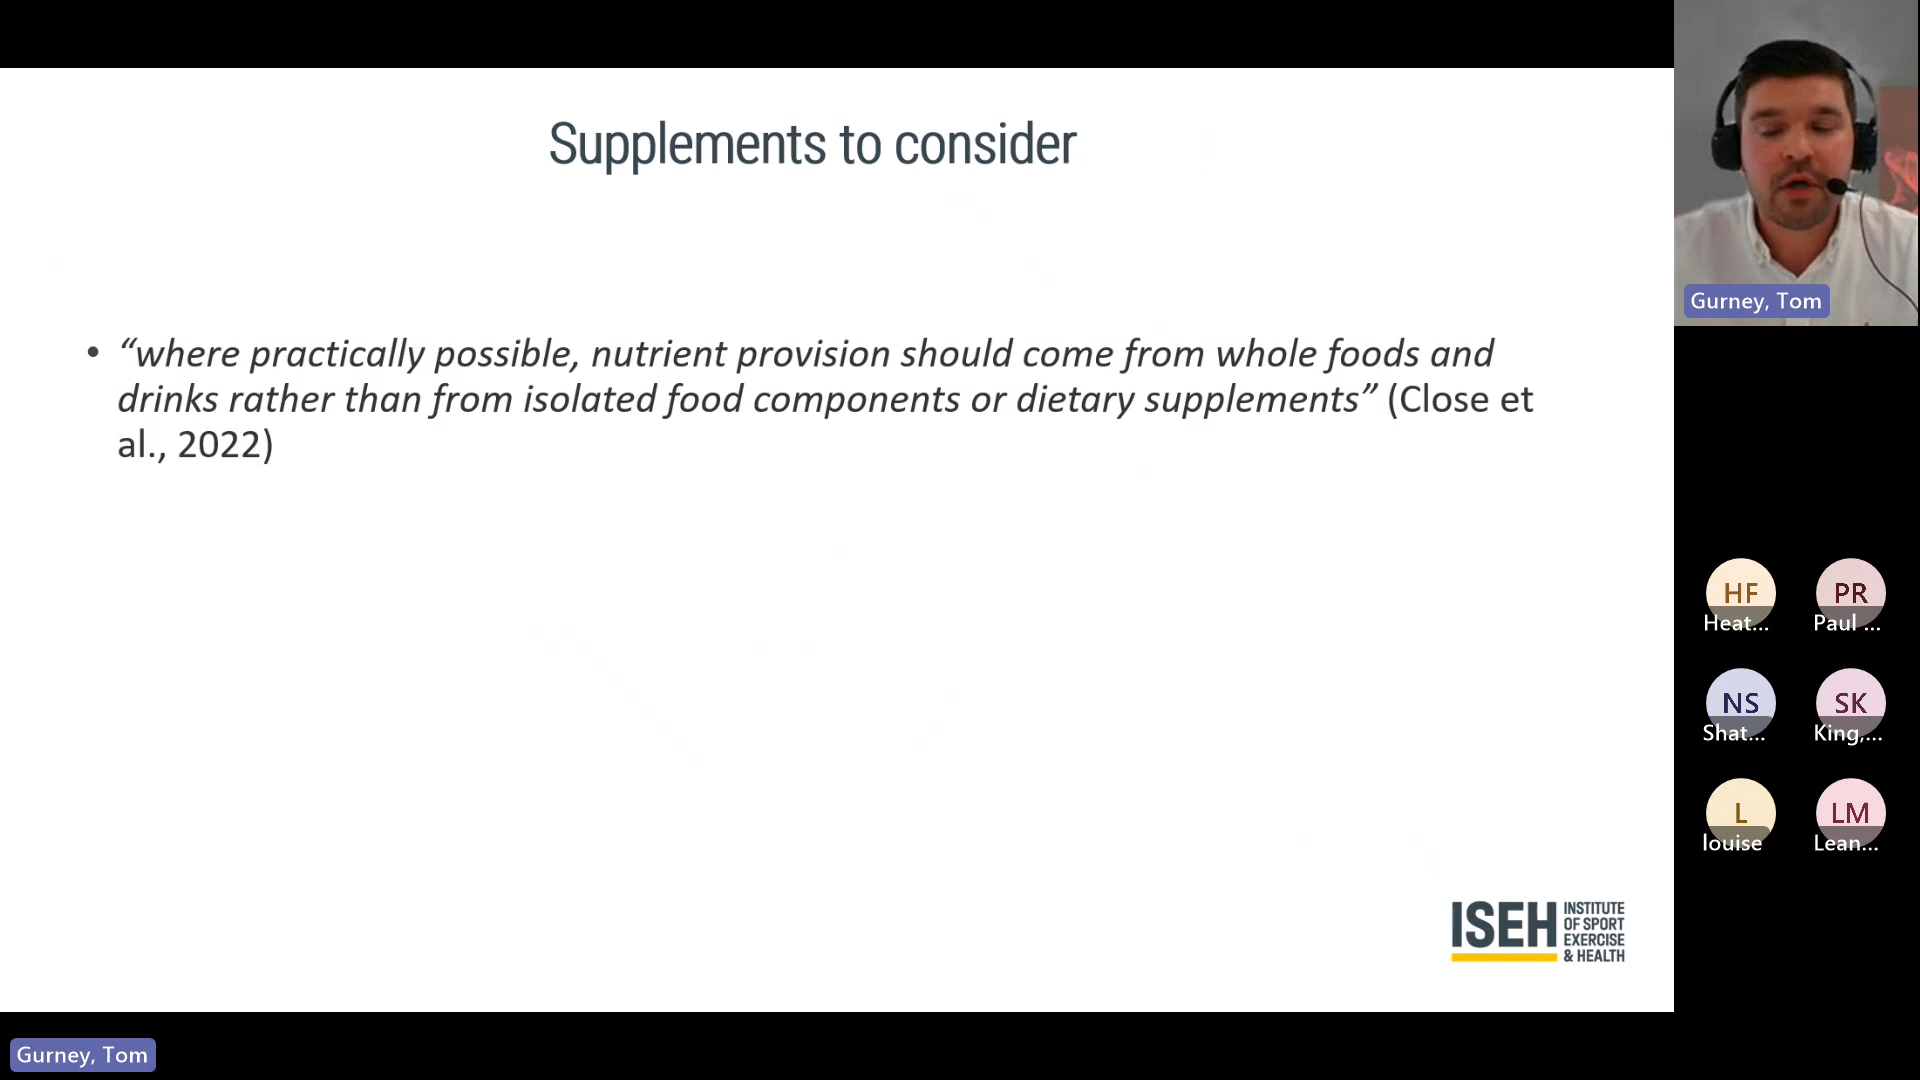 Supplements to consider
• “where practically possible, nutrient provision should come from whole foods and
drinks rather than from isolated food components or dietary supplements” (Close et
al., 2022)
ISEH
INSTITUTE
OF SPORT
EXERCISE
& HEALTH
Gurney, Tom
HF
Heat...
PR
Paul ...
NS
Shat...
SK
King,...
L
louise
LM
Lean...
Gurney, Tom